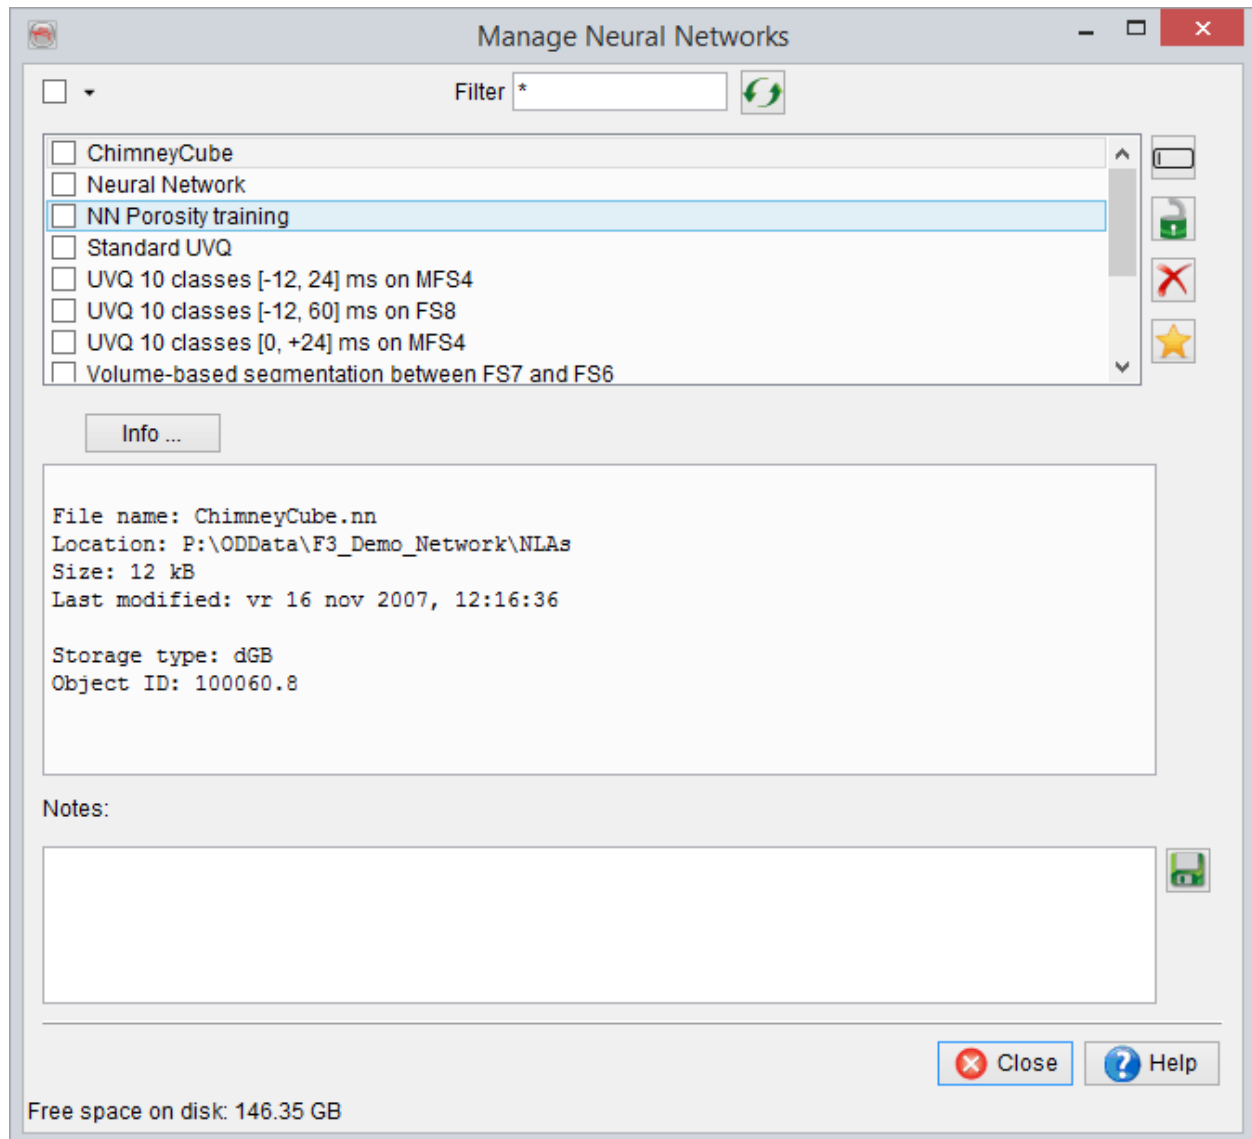 Manage Neural Networks
Filter *
ChimneyCube
Neural Network
NN Porosity training
Standard UVQ
UVQ 10 classes [-12, 24] ms on MFS4
UVQ 10 classes [-12, 60] ms on FS8
UVQ 10 classes [0, +24] ms on MFS4
Volume-based segmentation between FS7 and FS6
Info ...
File name: ChimneyCube.nn
Location: P:\ODData\F3_Demo_Network\NLAs
Size: 12 kB
Last modified: vr 16 nov 2007, 12:16:36
Storage type: dGB
Object ID: 100060.8
Notes:
Close Help
Free space on disk: 146.35 GB